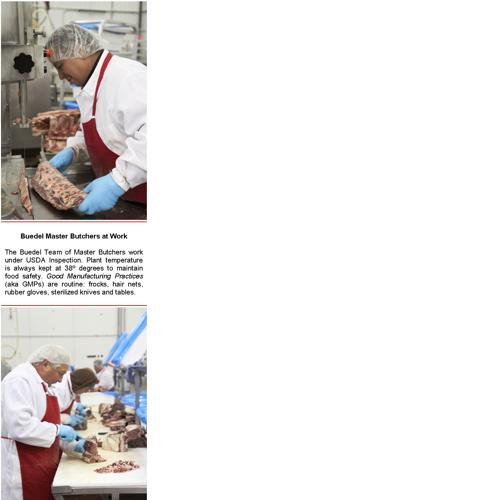 Buedel Master Butchers at Work
The Buedel Team of Master Butchers work
under USDA Inspection. Plant temperature
is always kept at 38º degrees to maintain
food safety. Good Manufacturing Practices
(aka GMPs) are routine: frocks, hair nets,
rubber gloves, sterilized knives and tables.